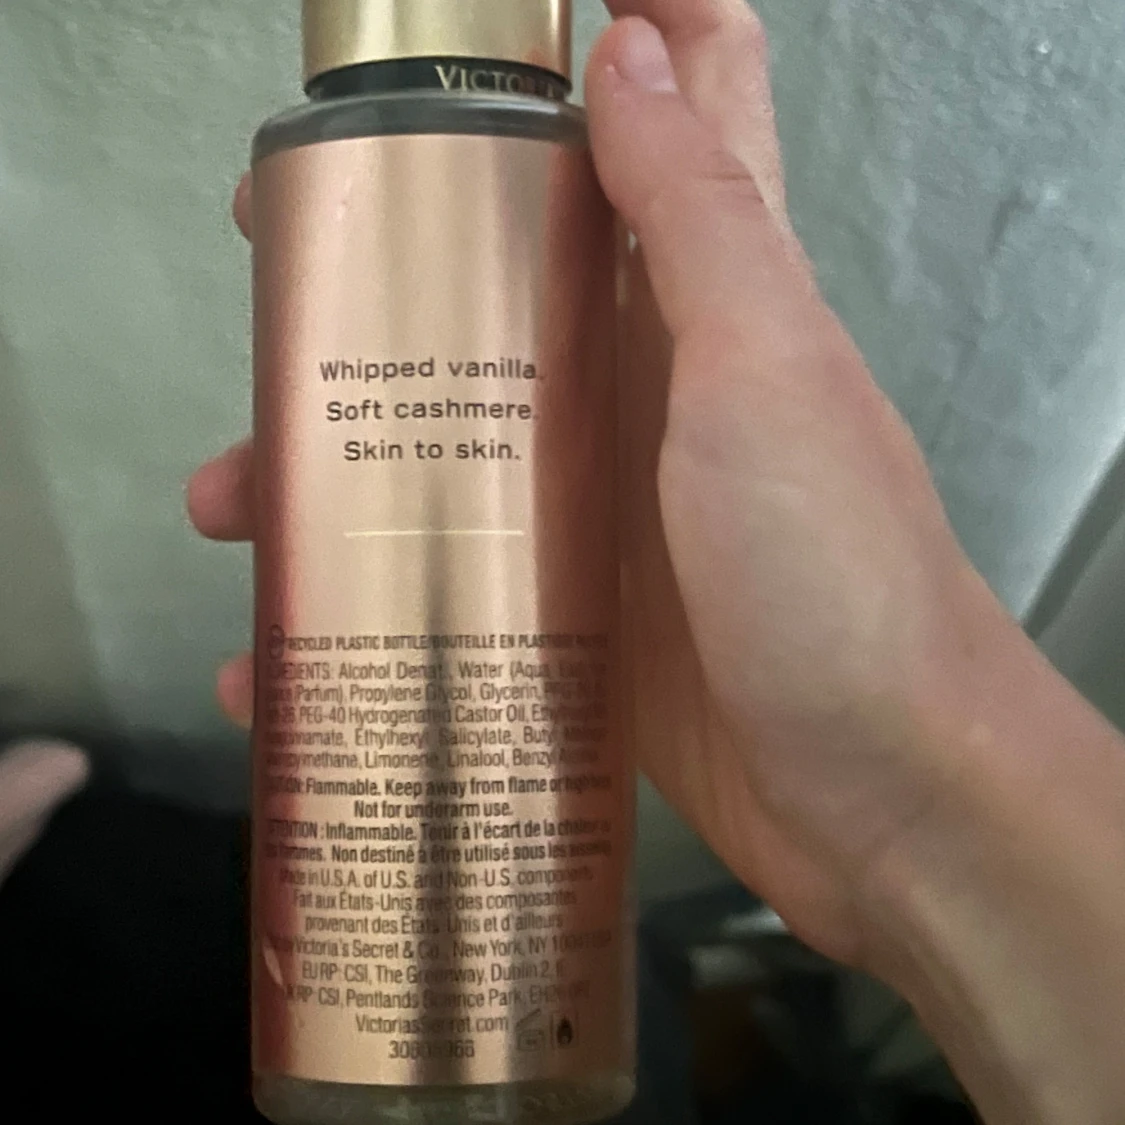 VICTORIA
Whipped vanilla.
Soft cashmere.
Skin to skin.
RECYCLED PLASTIC BOTTLE/BOUTEILLE EN
Alcohol Denat., Water (Aqua,
(Parfum), Propylene Glycol, Glycerin,
PEG-40 Hydrogenated Castor Oil,
Ethylhexyl Salicylate,
Limonene, Linalool, Benzyl
Flammable. Keep away from flame or
Not for underarm use.
Inflammable. Tenir à l'écart de la
Non destiné à être utilisé sous les
Made in U.S.A. of U.S. and Non-U.S. components
Fait aux États-Unis avec des composantes
provenant des États-Unis et d'ailleurs
Victoria's Secret & Co., New York, NY
EU RP: CSI, The Greenway, Dublin 2,
RP: CSI, Pentlands Science Park,
VictoriasSecret.com